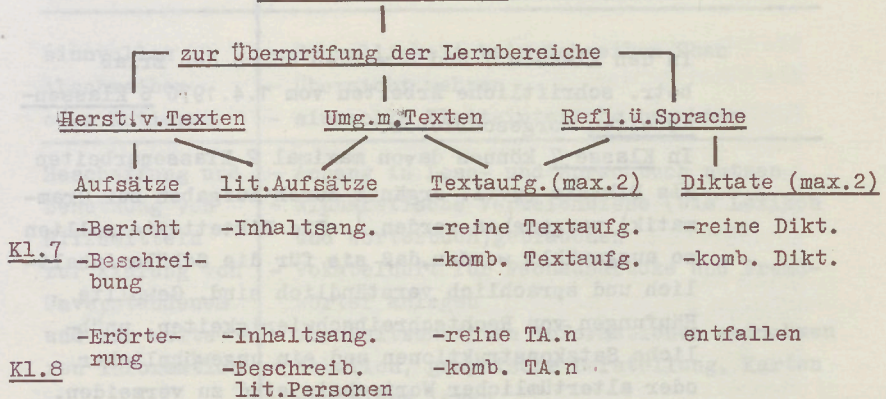 zur Überprüfung der Lernbereiche
Herst.v.Texten Umg.m.Texten Refl.ü.Sprache
Aufsätze lit.Aufsätze Textaufg.(max.2) Diktate (max.2)
-Bericht -Inhaltsang. -reine Textaufg. -reine Dikt.
Kl.7 -Beschrei- -komb. Textaufg. -komb. Dikt.
bung
-Erörte- -Inhaltsang. -reine TA.n entfallen
rung
Kl.8 -Beschreib. -komb. TA.n
lit.Personen